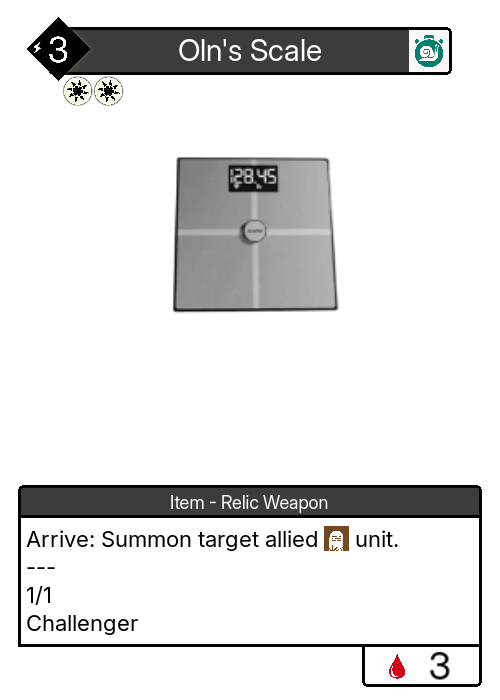 3
Oln's Scale
128.45
Item - Relic Weapon
Arrive: Summon target allied unit.
---
1/1
Challenger
3